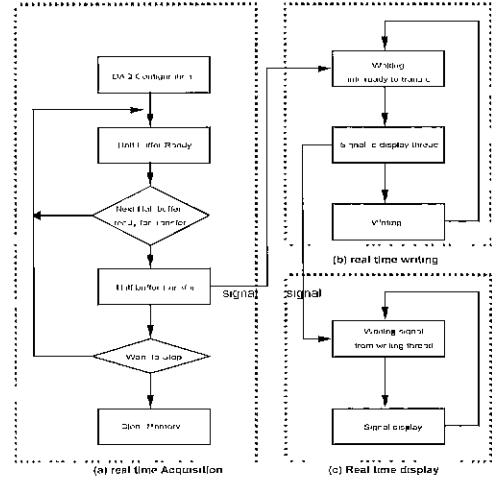 DAQ Configuration
Half buffer Ready
Next Half buffer
ready for Transfer
Half buffer transfer
signal
Want To Stop
Clean Memory
(a) real time Acquisition
Waiting
ready to transfer
Signal to display thread
Writing
(b) real time writing
signal
Waiting signal
from writing thread
Signal display
(c) Real time display